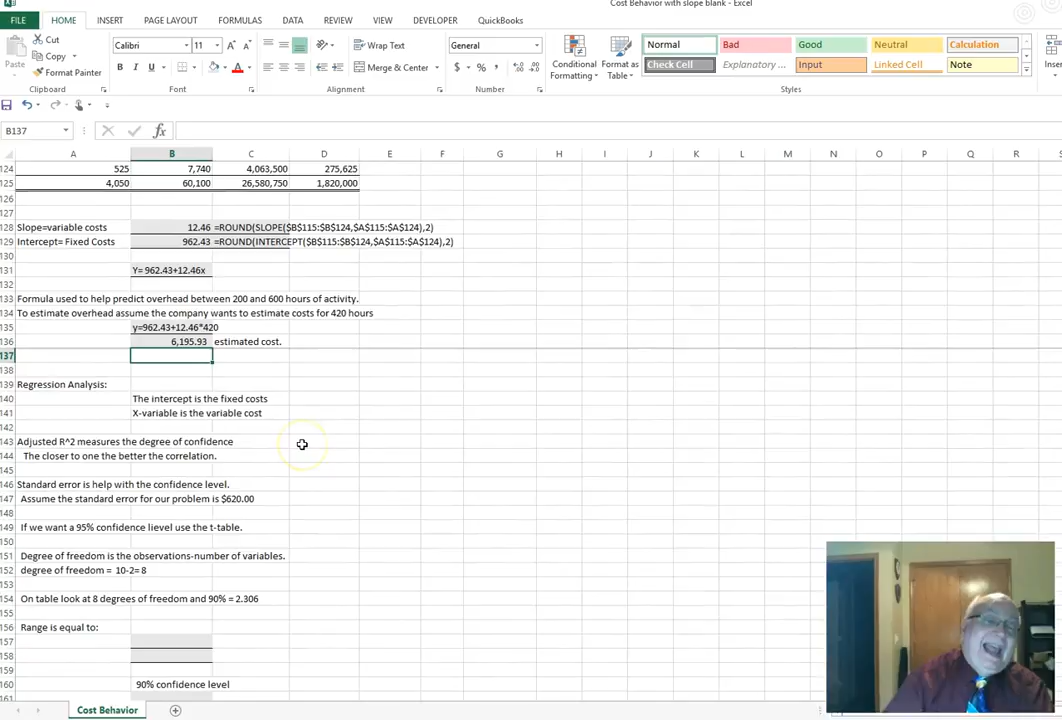 Cost Behavior with slope blank - Excel
FILE HOME INSERT PAGE LAYOUT FORMULAS DATA REVIEW VIEW DEVELOPER QuickBooks
Cut
Copy
Format Painter
Paste
Clipboard
Calibri 11
B I U
Font
Wrap Text
Merge & Center
Alignment
General
$ % ,
Number
Conditional Formatting
Format as Table
Normal Bad Good Neutral Calculation
Check Cell Explanatory ... Input Linked Cell Note
Styles
Inser
B137 fx
A B C D E F G H I J K L M N O P Q R S
124 525 7,740 4,063,500 275,625
125 4,050 60,100 26,580,750 1,820,000
126
127
128 Slope=variable costs 12.46 =ROUND(SLOPE($B$115:$B$124,$A$115:$A$124),2)
129 Intercept= Fixed Costs 962.43 =ROUND(INTERCEPT($B$115:$B$124,$A$115:$A$124),2)
130
131 Y= 962.43+12.46x
132
133 Formula used to help predict overhead between 200 and 600 hours of activity.
134 To estimate overhead assume the company wants to estimate costs for 420 hours
135 y=962.43+12.46*420
136 6,195.93 estimated cost.
137
138
139 Regression Analysis:
140 The intercept is the fixed costs
141 X-variable is the variable cost
142
143 Adjusted R^2 measures the degree of confidence
144 The closer to one the better the correlation.
145
146 Standard error is help with the confidence level.
147 Assume the standard error for our problem is $620.00
148
149 If we want a 95% confidence lievel use the t-table.
150
151 Degree of freedom is the observations-number of variables.
152 degree of freedom = 10-2= 8
153
154 On table look at 8 degrees of freedom and 90% = 2.306
155
156 Range is equal to:
157
158
159
160 90% confidence level
161
Cost Behavior